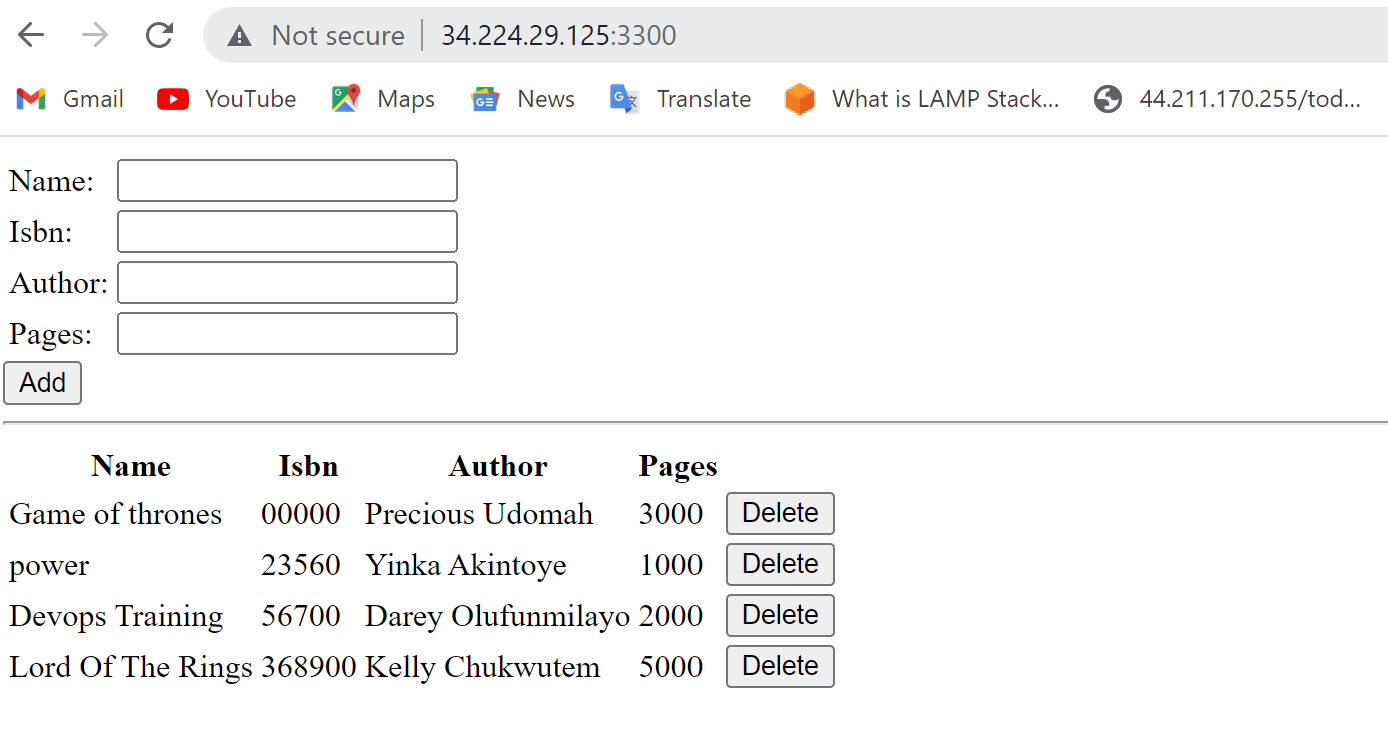 Not secure 34.224.29.125:3300
Gmail YouTube Maps News Translate What is LAMP Stack... 44.211.170.255/tod...
Name:
Isbn:
Author:
Pages:
Add
Name Isbn Author Pages
Game of thrones 00000 Precious Udomah 3000 Delete
power 23560 Yinka Akintoye 1000 Delete
Devops Training 56700 Darey Olufunmilayo 2000 Delete
Lord Of The Rings 368900 Kelly Chukwutem 5000 Delete